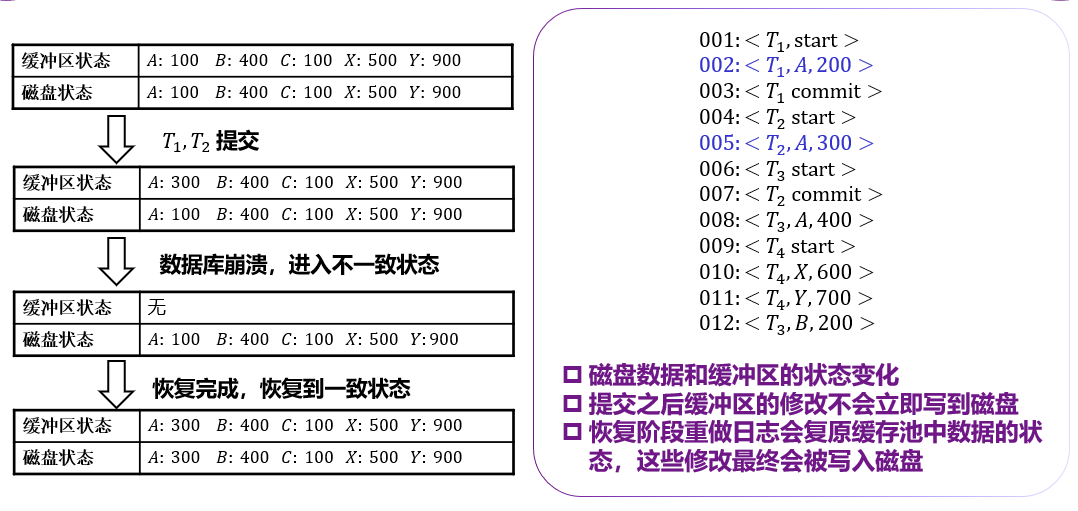 缓冲区状态 A: 100 B: 400 C: 100 X: 500 Y: 900
磁盘状态 A: 100 B: 400 C: 100 X: 500 Y: 900
T₁, T₂ 提交
缓冲区状态 A: 300 B: 400 C: 100 X: 500 Y: 900
磁盘状态 A: 100 B: 400 C: 100 X: 500 Y: 900
数据库崩溃，进入不一致状态
缓冲区状态 无
磁盘状态 A: 100 B: 400 C: 100 X: 500 Y:900
恢复完成，恢复到一致状态
缓冲区状态 A: 300 B: 400 C: 100 X: 500 Y: 900
磁盘状态 A: 300 B: 400 C: 100 X: 500 Y: 900
001: < T₁, start >
002: < T₁, A, 200 >
003: < T₁ commit >
004: < T₂ start >
005: < T₂, A, 300 >
006: < T₃ start >
007: < T₂ commit >
008: < T₃, A, 400 >
009: < T₄ start >
010: < T₄, X, 600 >
011: < T₄, Y, 700 >
012: < T₃, B, 200 >
磁盘数据和缓冲区的状态变化
提交之后缓冲区的修改不会立即写到磁盘
恢复阶段重做日志会复原缓存池中数据的状
态，这些修改最终会被写入磁盘